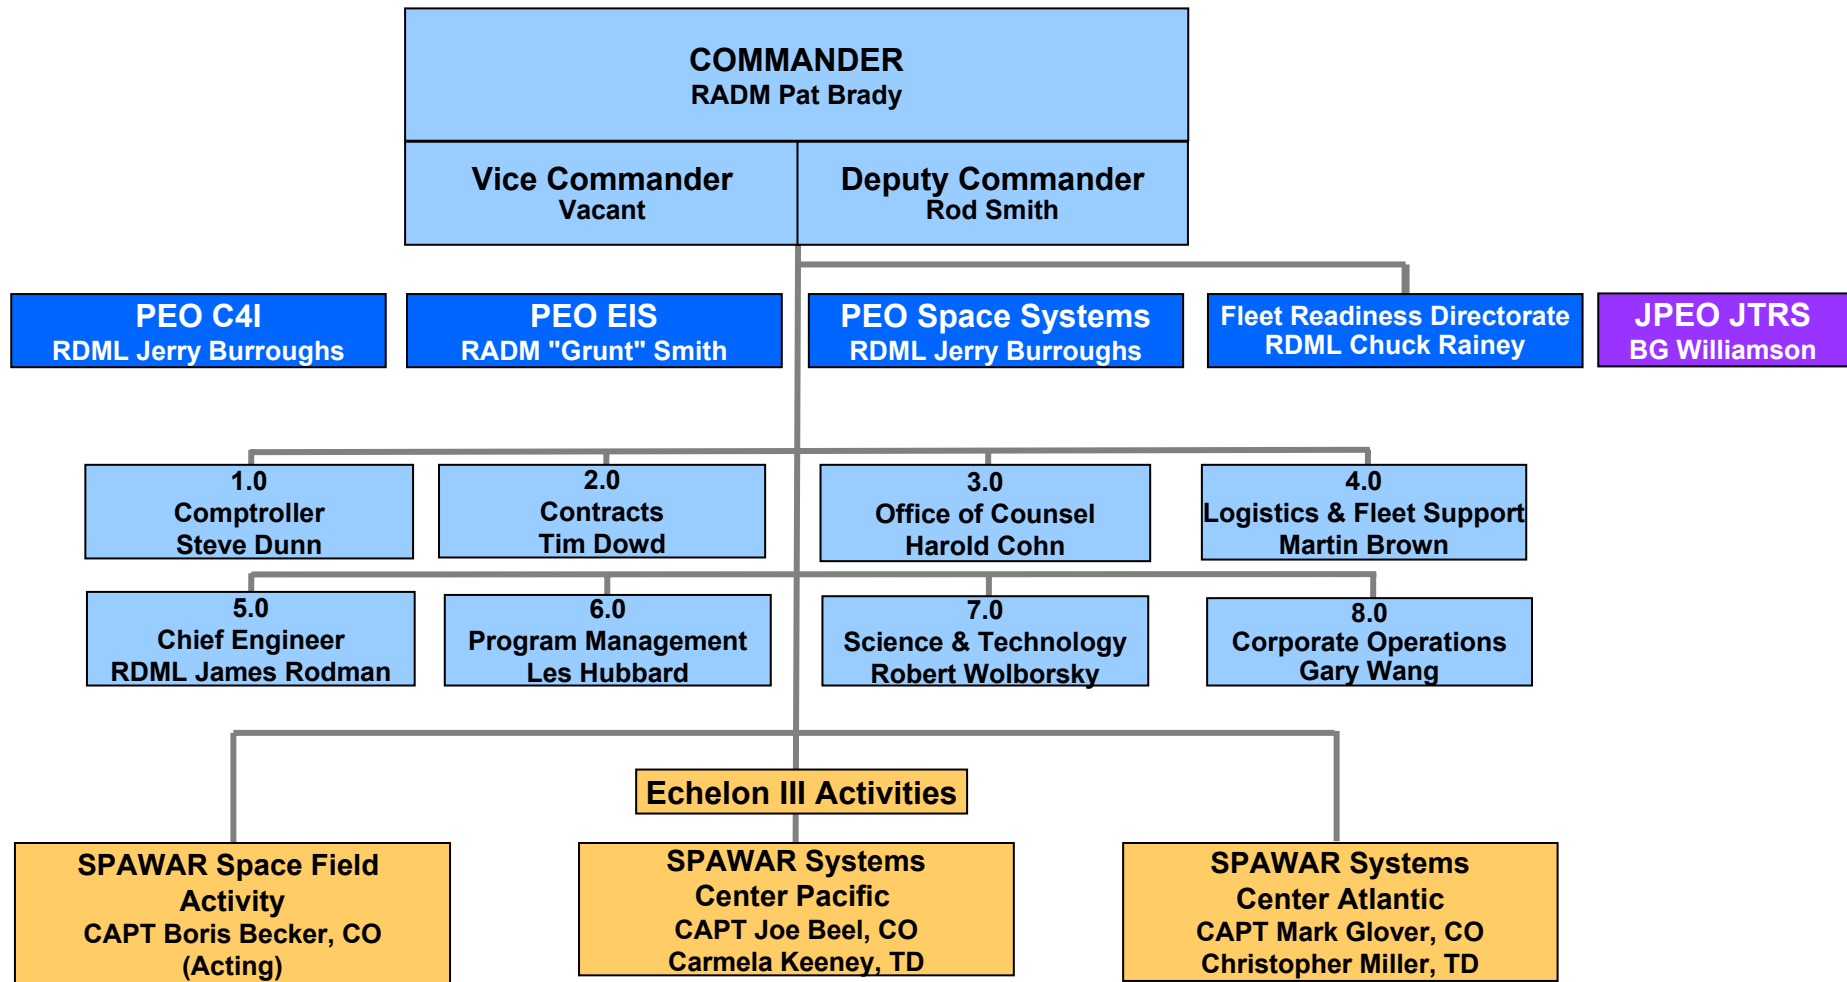 COMMANDER
RADM Pat Brady
Vice Commander
Vacant
Deputy Commander
Rod Smith
PEO C4I
RDML Jerry Burroughs
PEO EIS
RADM "Grunt" Smith
PEO Space Systems
RDML Jerry Burroughs
Fleet Readiness Directorate
RDML Chuck Rainey
JPEO JTRS
BG Williamson
1.0
Comptroller
Steve Dunn
2.0
Contracts
Tim Dowd
3.0
Office of Counsel
Harold Cohn
4.0
Logistics & Fleet Support
Martin Brown
5.0
Chief Engineer
RDML James Rodman
6.0
Program Management
Les Hubbard
7.0
Science & Technology
Robert Wolborsky
8.0
Corporate Operations
Gary Wang
Echelon III Activities
SPAWAR Space Field
Activity
CAPT Boris Becker, CO
(Acting)
SPAWAR Systems
Center Pacific
CAPT Joe Beel, CO
Carmela Keeney, TD
SPAWAR Systems
Center Atlantic
CAPT Mark Glover, CO
Christopher Miller, TD